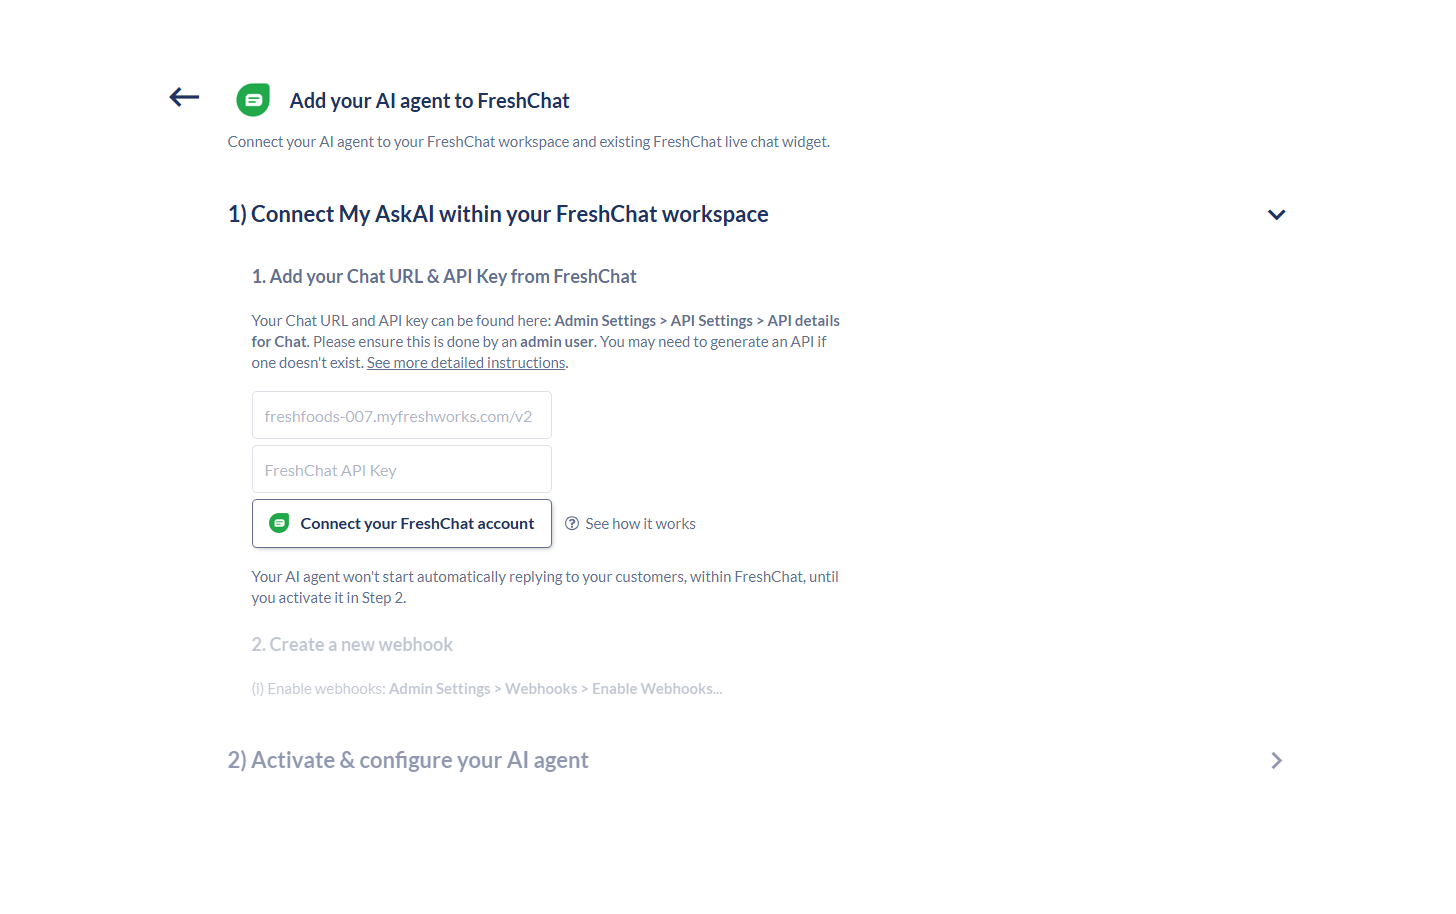 Add your AI agent to FreshChat
Connect your AI agent to your FreshChat workspace and existing FreshChat live chat widget.
1) Connect My AskAI within your FreshChat workspace
1. Add your Chat URL & API Key from FreshChat
Your Chat URL and API key can be found here: Admin Settings > API Settings > API details
for Chat. Please ensure this is done by an admin user. You may need to generate an API if
one doesn't exist. See more detailed instructions.
freshfoods-007.myfreshworks.com/v2
FreshChat API Key
Connect your FreshChat account
See how it works
Your AI agent won't start automatically replying to your customers, within FreshChat, until
you activate it in Step 2.
2. Create a new webhook
(i) Enable webhooks: Admin Settings > Webhooks > Enable Webhooks...
2) Activate & configure your AI agent